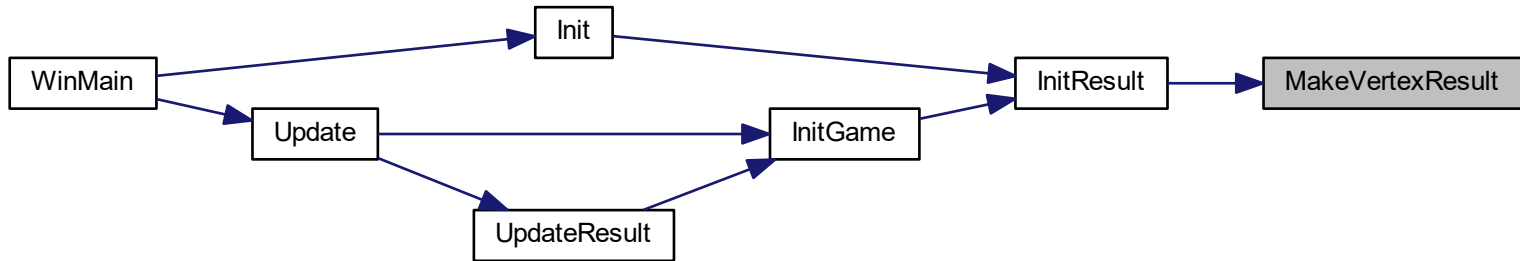 WinMain
Init
Update
UpdateResult
InitGame
InitResult
MakeVertexResult